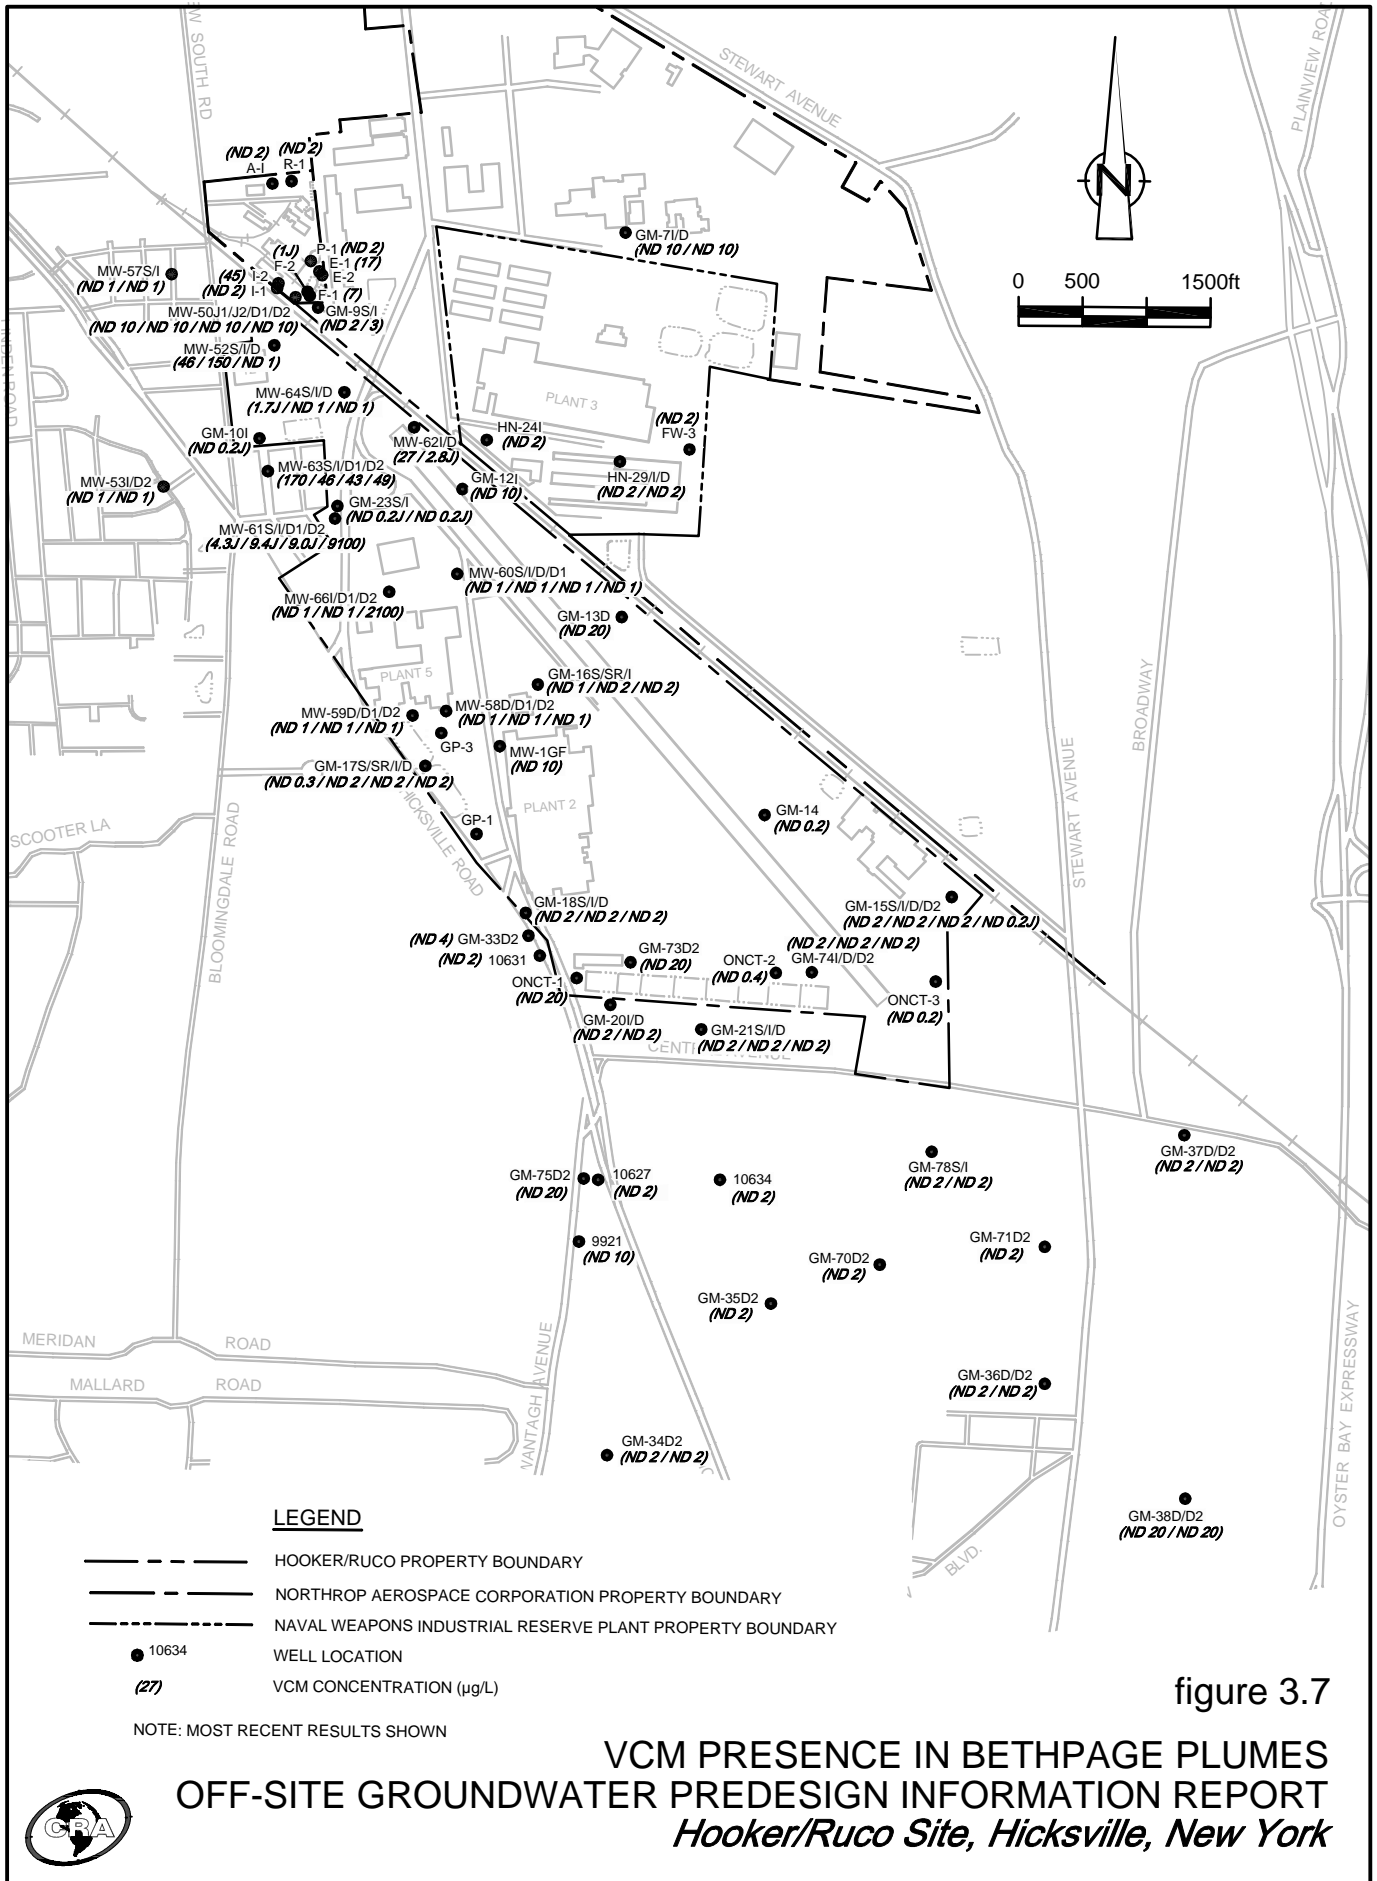 EW SOUTH RD
STEWART AVENUE
PLAINVIEW ROAD
N
0 500 1500ft
(ND 2) (ND 2)
A-I R-1
P-1 (ND 2)
(1J) E-1 (17)
F-2 E-2
(45) I-2
(ND 2) I-1
F-1 (7)
GM-9S/I
(ND 2 / 3)
GM-7I/D
(ND 10 / ND 10)
MW-57S/I
(ND 1 / ND 1)
MW-50J1/J2/D1/D2
(ND 10 / ND 10 / ND 10 / ND 10)
MW-52S/I/D
(46 / 150 / ND 1)
MW-64S/I/D
(1.7J / ND 1 / ND 1)
PLANT 3
GM-10I
(ND 0.2J)
MW-62I/D
(27 / 2.8J)
HN-24I
(ND 2)
(ND 2)
FW-3
HN-29/I/D
(ND 2 / ND 2)
MW-63S/I/D1/D2
(170 / 46 / 43 / 49)
MW-53I/D2
(ND 1 / ND 1)
GM-12I
(ND 10)
GM-23S/I
(ND 0.2J / ND 0.2J)
MW-61S/I/D1/D2
(4.3J / 9.4J / 9.0J / 9100)
MW-60S/I/D/D1
(ND 1 / ND 1 / ND 1 / ND 1)
MW-66I/D1/D2
(ND 1 / ND 1 / 2100)
GM-13D
(ND 20)
PLANT 5
GM-16S/SR/I
(ND 1 / ND 2 / ND 2)
MW-59D/D1/D2
(ND 1 / ND 1 / ND 1)
MW-58D/D1/D2
(ND 1 / ND 1 / ND 1)
GP-3
MW-1GF
(ND 10)
GM-17S/SR/I/D
(ND 0.3 / ND 2 / ND 2 / ND 2)
PLANT 2
GP-1
HICKSVILLE ROAD
GM-14
(ND 0.2)
SCOOTER LA
BLOOMINGDALE ROAD
STEWART AVENUE
BROADWAY
GM-18S/I/D
(ND 2 / ND 2 / ND 2)
GM-15S/I/D/D2
(ND 2 / ND 2 / ND 2 / ND 0.2J)
(ND 4) GM-33D2
(ND 2) 10631
GM-73D2
(ND 20)
(ND 2 / ND 2 / ND 2)
GM-74I/D/D2
ONCT-2
(ND 0.4)
ONCT-1
(ND 20)
ONCT-3
(ND 0.2)
GM-20I/D
(ND 2 / ND 2)
GM-21S/I/D
(ND 2 / ND 2 / ND 2)
GM-37D/D2
(ND 2 / ND 2)
GM-78S/I
(ND 2 / ND 2)
GM-75D2
(ND 20)
10627
(ND 2)
10634
(ND 2)
9921
(ND 10)
GM-71D2
(ND 2)
GM-70D2
(ND 2)
GM-35D2
(ND 2)
MERIDAN ROAD
MALLARD ROAD
WANTAGH AVENUE
GM-36D/D2
(ND 2 / ND 2)
GM-34D2
(ND 2 / ND 2)
OYSTER BAY EXPRESSWAY
GM-38D/D2
(ND 20 / ND 20)
BLVD.
LEGEND
HOOKER/RUCO PROPERTY BOUNDARY
NORTHROP AEROSPACE CORPORATION PROPERTY BOUNDARY
NAVAL WEAPONS INDUSTRIAL RESERVE PLANT PROPERTY BOUNDARY
10634 WELL LOCATION
(27) VCM CONCENTRATION (µg/L)
NOTE: MOST RECENT RESULTS SHOWN
figure 3.7
VCM PRESENCE IN BETHPAGE PLUMES
OFF-SITE GROUNDWATER PREDESIGN INFORMATION REPORT
Hooker/Ruco Site, Hicksville, New York
CRA